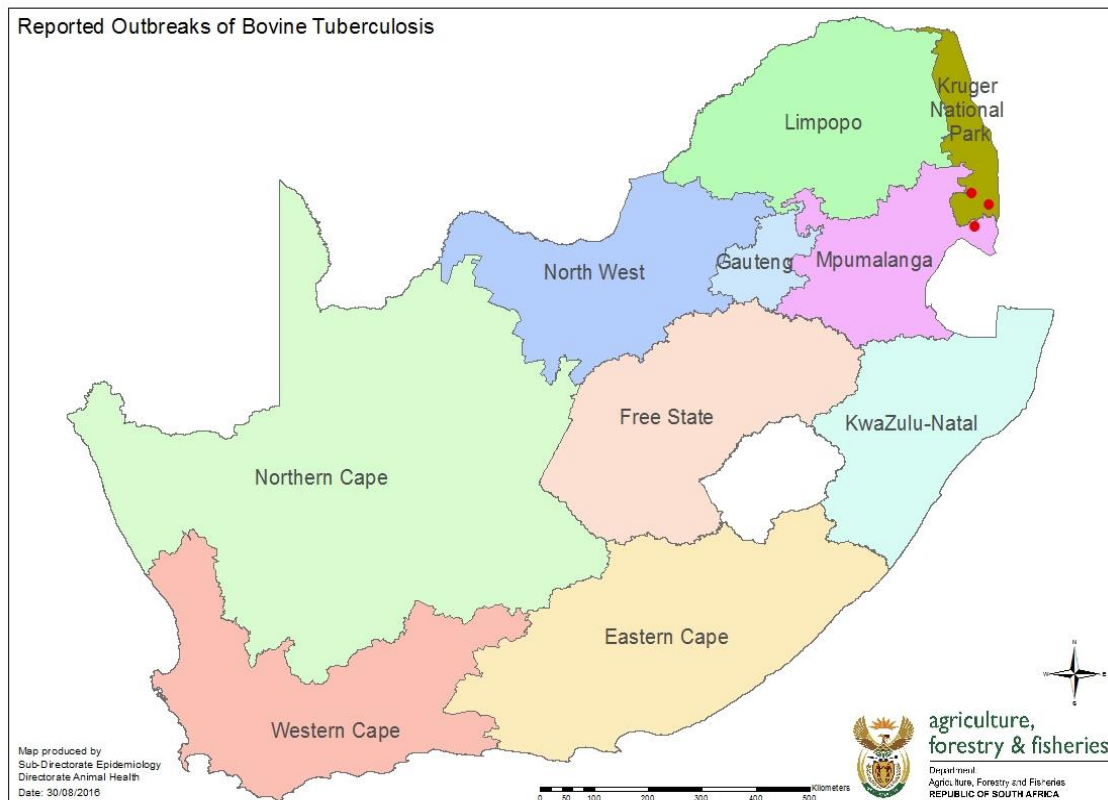 Reported Outbreaks of Bovine Tuberculosis
Kruger
National
Park
Limpopo
North West
Gauteng
Mpumalanga
Free State
KwaZulu-Natal
Northern Cape
Eastern Cape
Western Cape
N
W
E
S
Map produced by
Sub-Directorate Epidemiology
Directorate Animal Health
Date: 30/08/2016
Kilometers
0 50 100 200 300 400 500
agriculture,
forestry & fisheries
Department:
Agriculture, Forestry and Fisheries
REPUBLIC OF SOUTH AFRICA